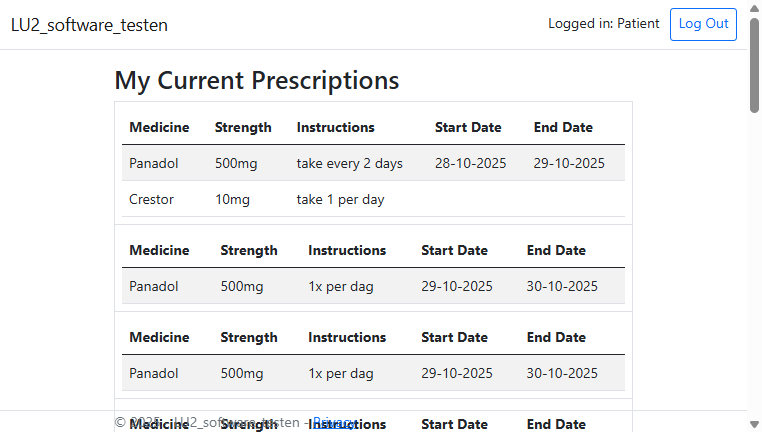 LU2_software_testen Logged in: Patient Log Out
My Current Prescriptions
Medicine Strength Instructions Start Date End Date
Panadol 500mg take every 2 days 28-10-2025 29-10-2025
Crestor 10mg take 1 per day
Medicine Strength Instructions Start Date End Date
Panadol 500mg 1x per dag 29-10-2025 30-10-2025
Medicine Strength Instructions Start Date End Date
Panadol 500mg 1x per dag 29-10-2025 30-10-2025
Medicine Strength Instructions Start Date End Date
© 2025 - LU2_software_testen - Privacy